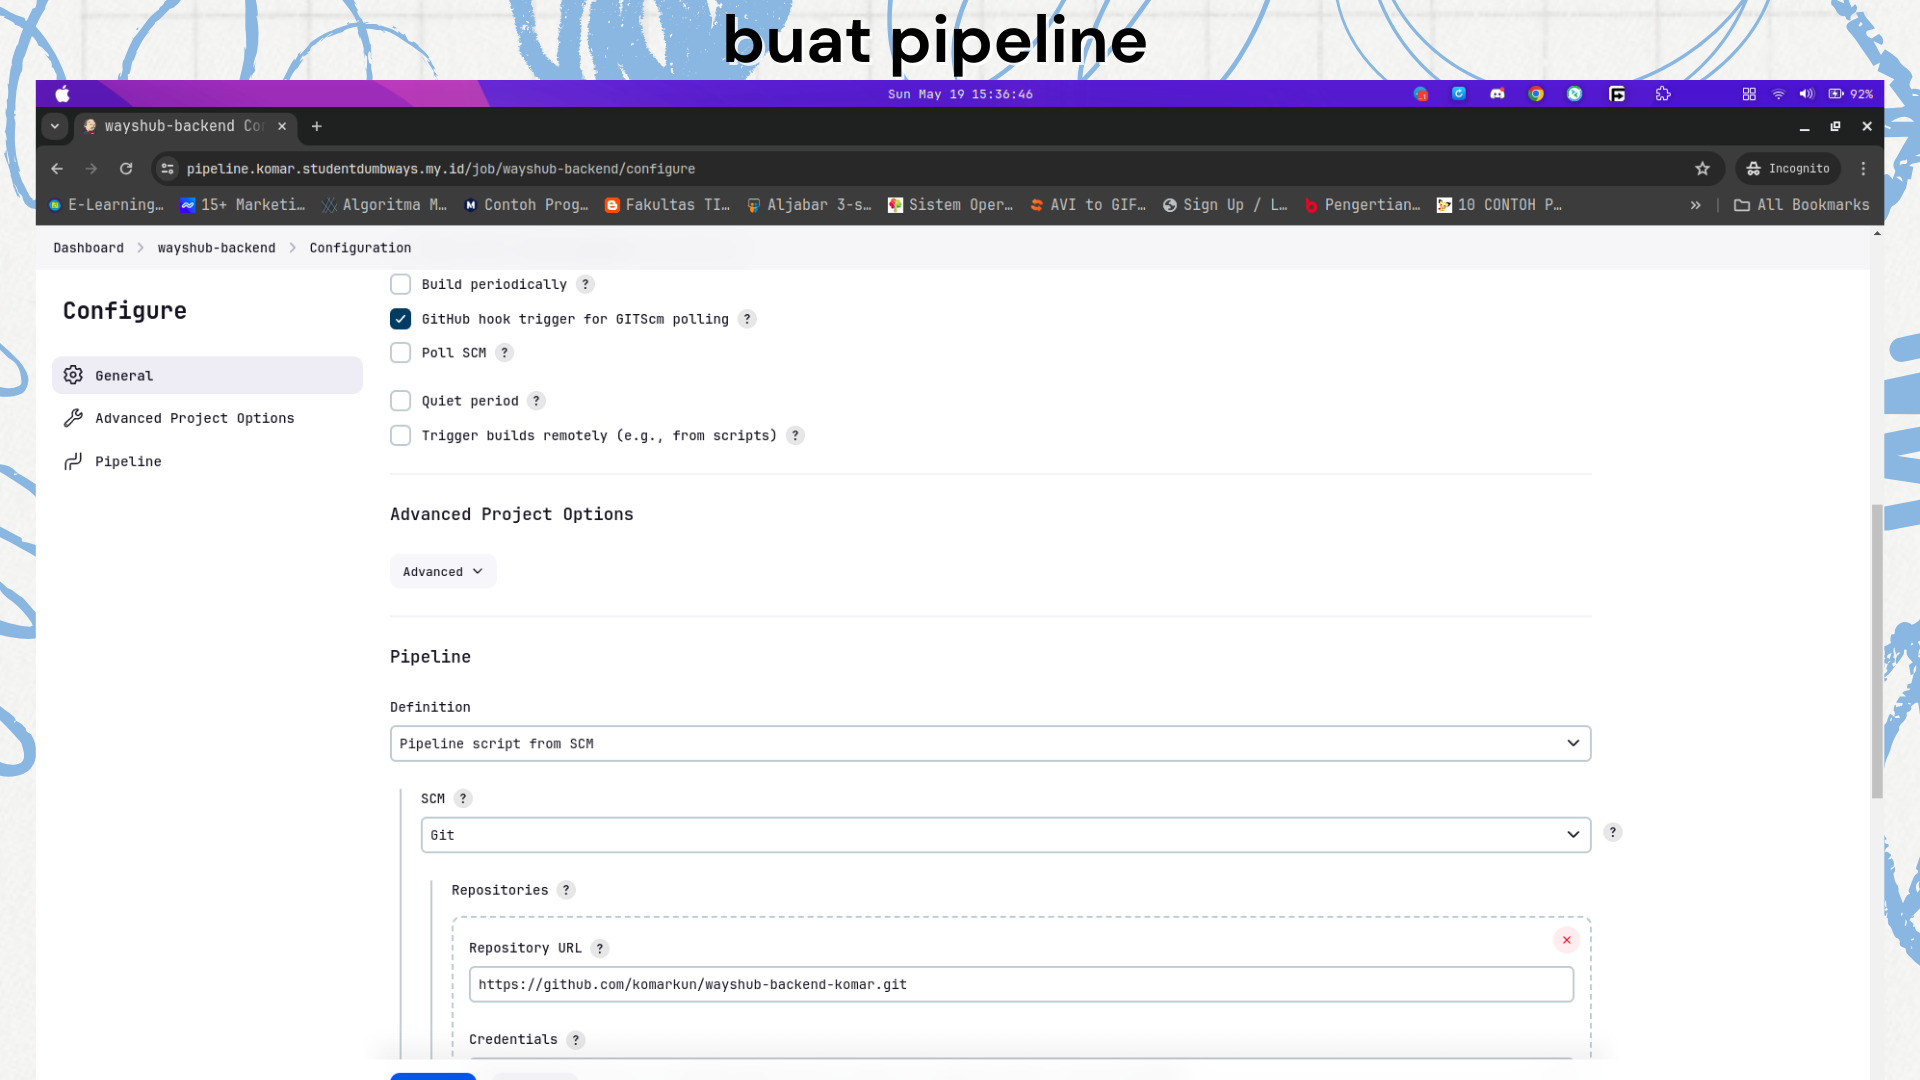 buat pipeline
Sun May 19 15:36:46
92%
wayshub-backend Co
pipeline.komar.studentdumbways.my.id/job/wayshub-backend/configure
Incognito
E-Learning…
15+ Marketi…
Algoritma M…
Contoh Prog…
Fakultas TI…
Aljabar 3-s…
Sistem Oper…
AVI to GIF…
Sign Up / L…
Pengertian…
10 CONTOH P…
All Bookmarks
Dashboard
wayshub-backend
Configuration
Configure
General
Advanced Project Options
Pipeline
Build periodically ?
GitHub hook trigger for GITScm polling ?
Poll SCM ?
Quiet period ?
Trigger builds remotely (e.g., from scripts) ?
Advanced Project Options
Advanced
Pipeline
Definition
Pipeline script from SCM
SCM ?
Git
?
Repositories ?
Repository URL ?
https://github.com/komarkun/wayshub-backend-komar.git
Credentials ?